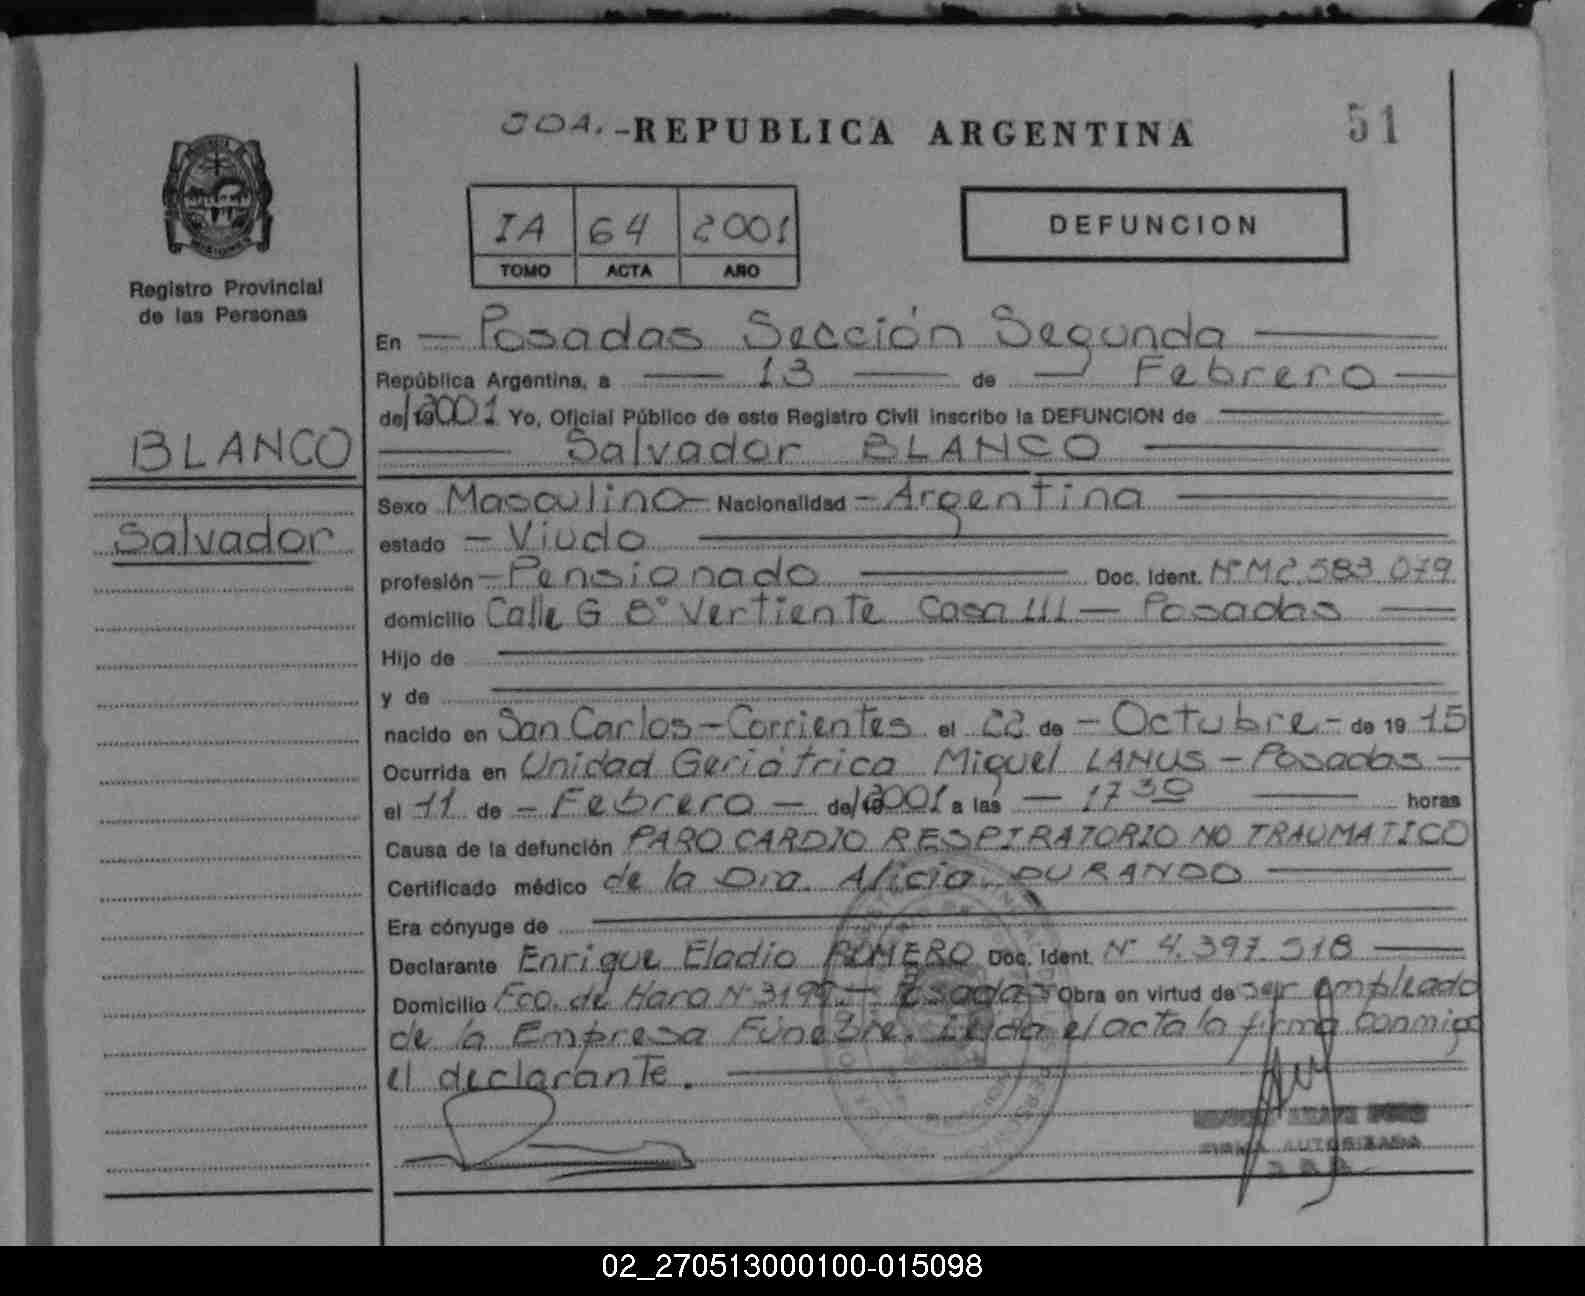 JOA.- REPUBLICA ARGENTINA
51
IA 64 2001
TOMO ACTA AÑO
DEFUNCION
Registro Provincial
de las Personas
BLANCO
Salvador
En Posadas Sección Segunda
República Argentina, a 13 de Febrero
de 2001 Yo, Oficial Público de este Registro Civil inscribo la DEFUNCION de
Salvador BLANCO
Sexo Masculino Nacionalidad Argentina
estado Viudo
profesión Pensionado Doc. Ident. Nº M 2.583.079
domicilio Calle G 8º Vertiente Casa 111 - Posadas
Hijo de
y de
nacido en San Carlos - Corrientes el 22 de Octubre de 1915
Ocurrida en Unidad Geriátrica Miguel LANUS - Posadas
el 11 de Febrero de 2001 a las 17 30 horas
Causa de la defunción PARO CARDIO RESPIRATORIO NO TRAUMATICO
Certificado médico de la Dra. Alicia DURANDO
Era cónyuge de
Declarante Enrique Eladio ROMERO Doc. Ident. Nº 4.397.518
Domicilio Fco. de Haro Nº 3199 - Posadas Obra en virtud de ser empleado
de la Empresa Fúnebre. Leida el acta la firma conmigo
el declarante.
FIRMA AUTORIZADA
02_270513000100-015098